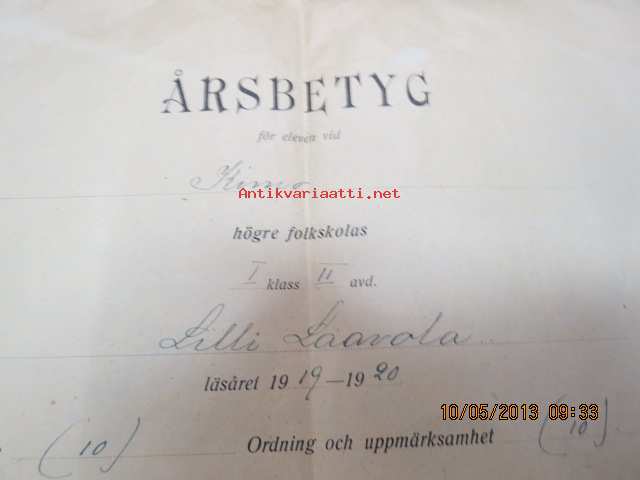 ÅRSBETYG
för eleven vid
Kimo
Antikvariaatti.net
högre folkskolas
I klass II avd.
Lilli Laavola
läsåret 1919—1920
10/05/2013 09:33
(10) Ordning och uppmärksamhet (10)